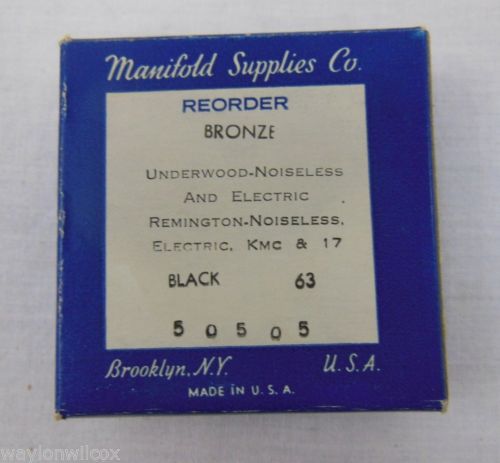 Manifold Supplies Co.
REORDER
BRONZE
UNDERWOOD-NOISELESS
AND ELECTRIC
REMINGTON-NOISELESS,
ELECTRIC, KMC & 17
BLACK 63
5 0 5 0 5
Brooklyn, N.Y. U. S. A.
MADE IN U. S. A.
waylonwilcox